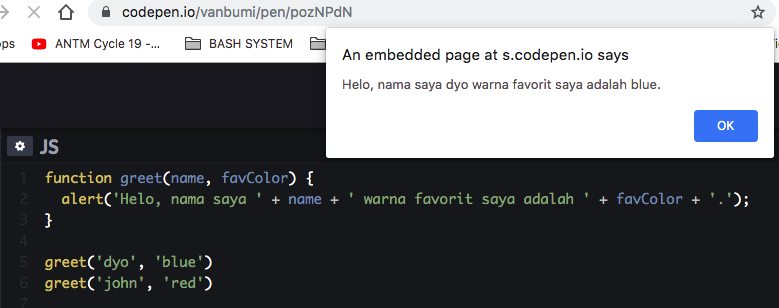 codepen.io/vanbumi/pen/pozNPdN
ops
ANTM Cycle 19 -...
BASH SYSTEM
An embedded page at s.codepen.io says
Helo, nama saya dyo warna favorit saya adalah blue.
OK
JS
1 function greet(name, favColor) {
2 alert('Helo, nama saya ' + name + ' warna favorit saya adalah ' + favColor + '.');
3 }
4
5 greet('dyo', 'blue')
6 greet('john', 'red')
7